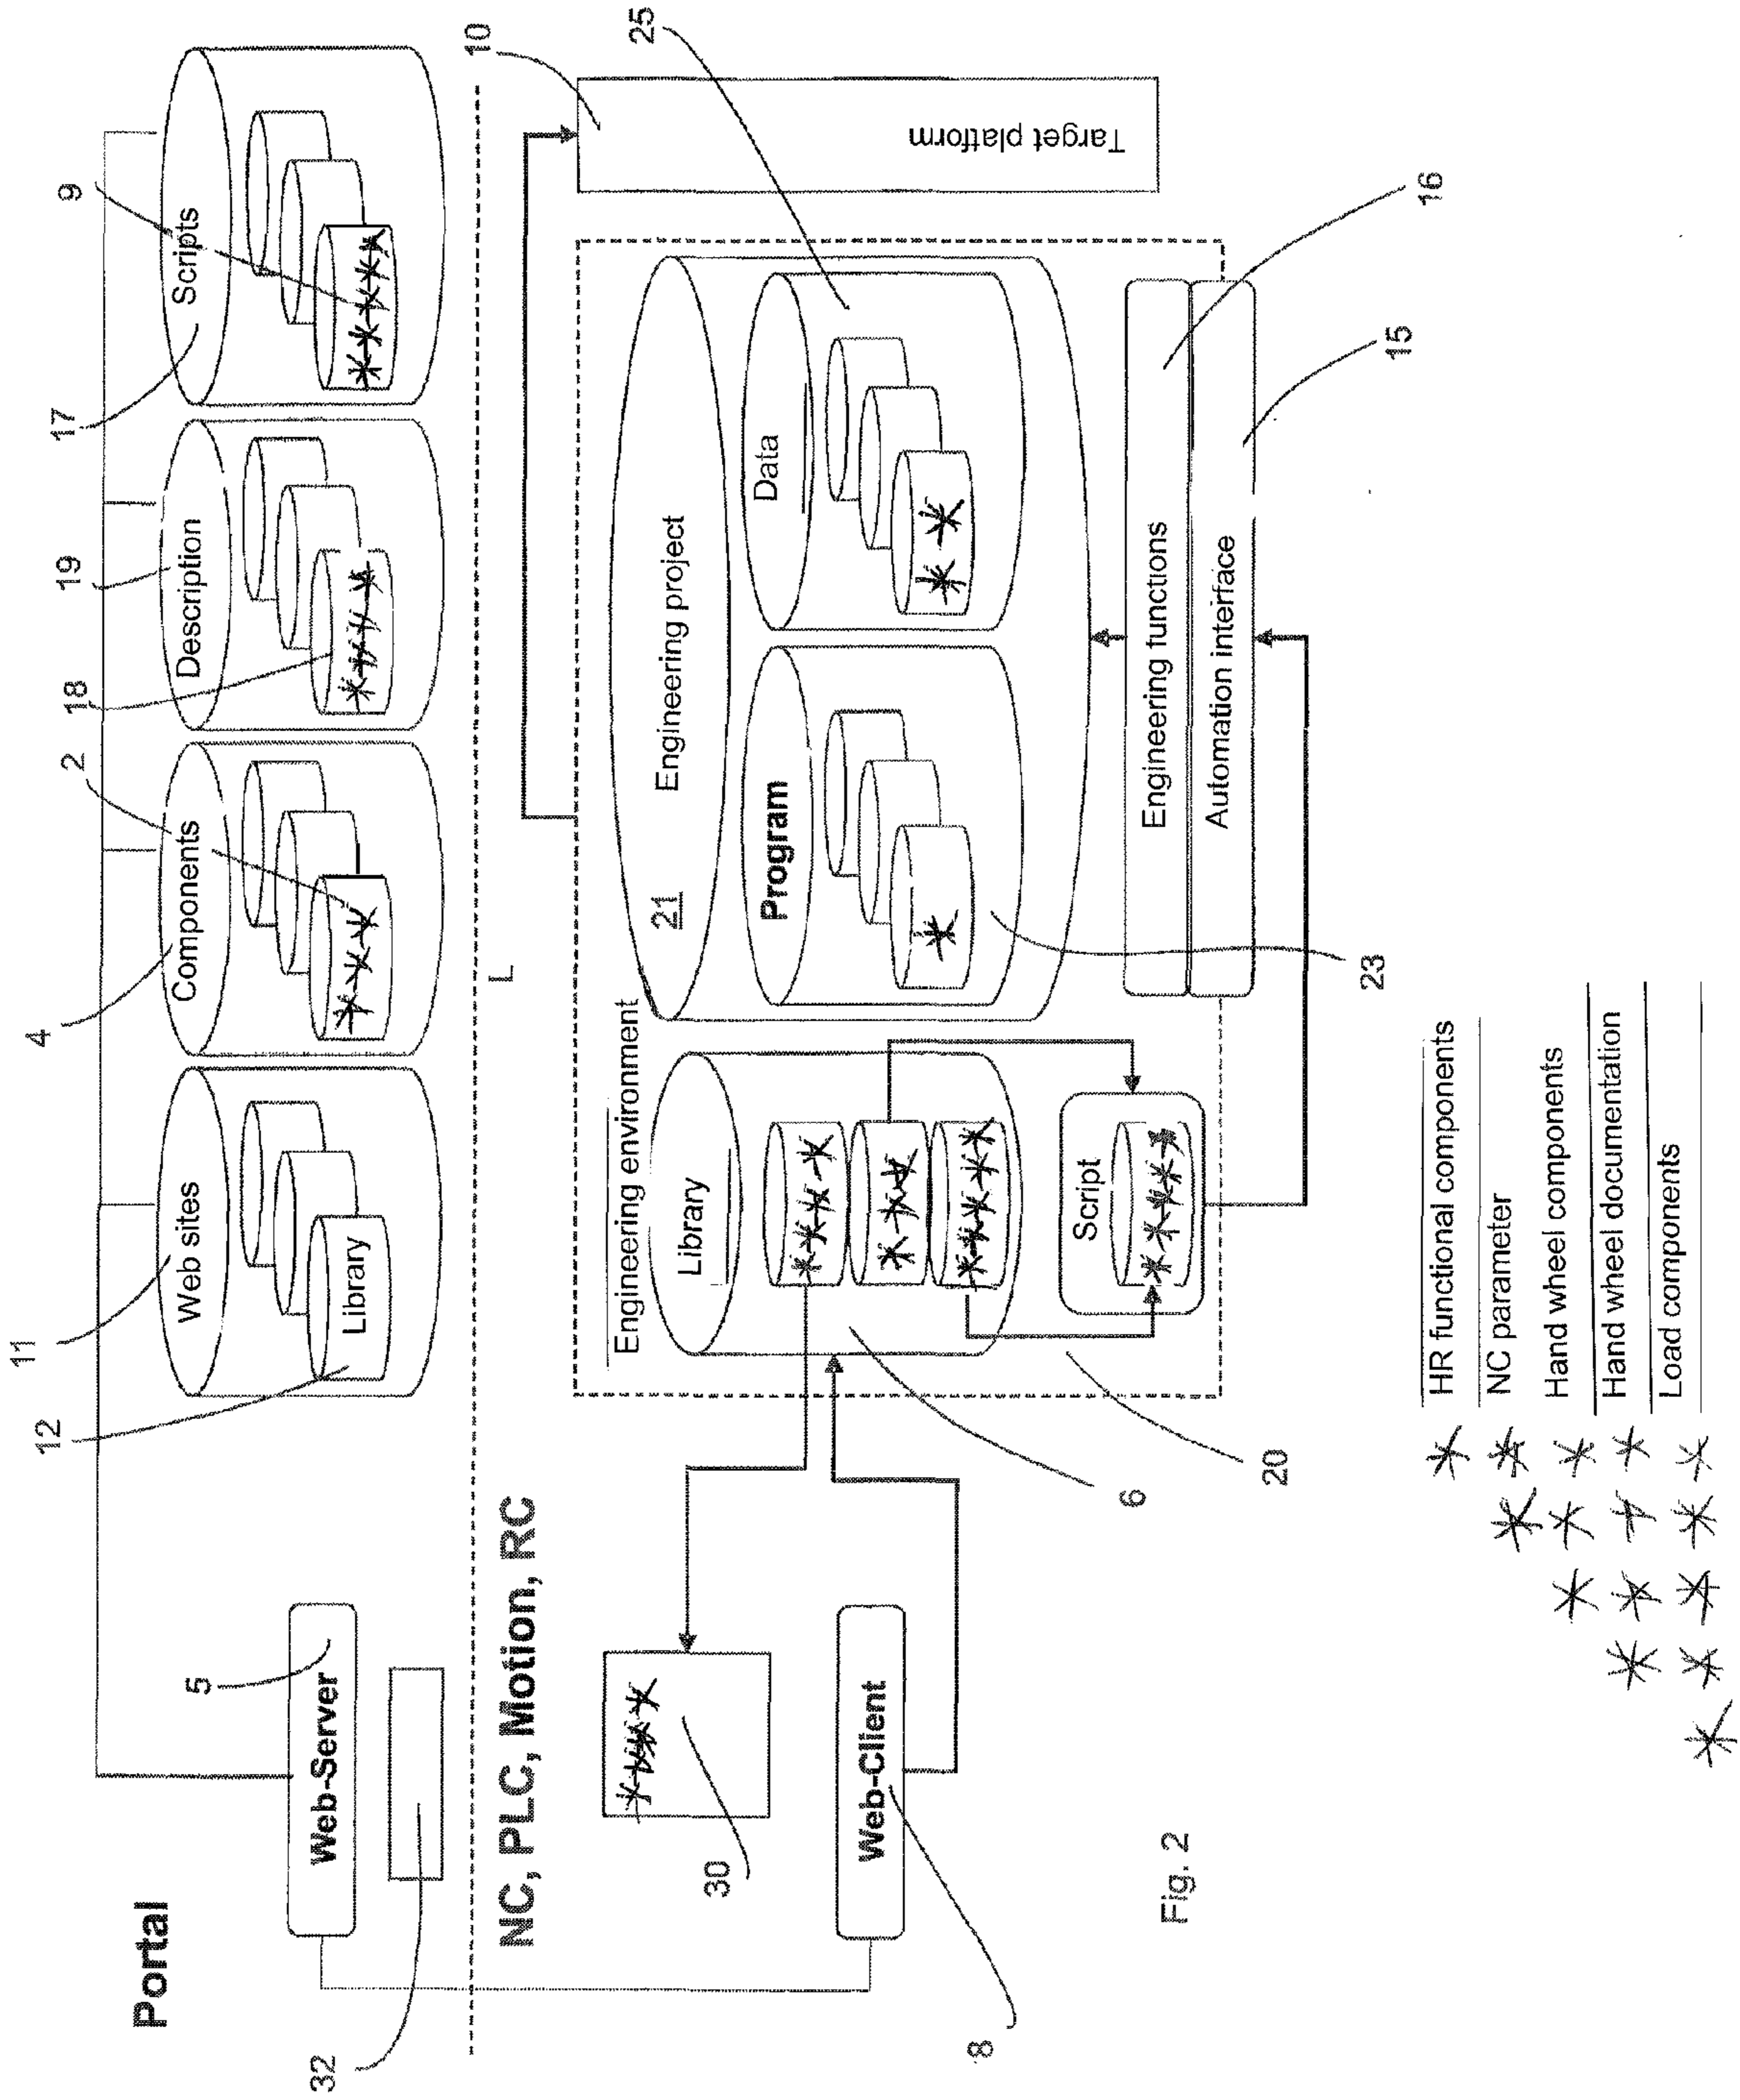 Portal
Web-Server
5
32
11
Web sites
12
Library
4
Components
2
19
Description
18
17
Scripts
9
L
NC, PLC, Motion, RC
30
Web-Client
8
Engineering environment
Library
6
Script
20
21
Engineering project
Program
23
Data
25
Engineering functions
16
Automation interface
15
10
Target platform
* HR functional components
** NC parameter
*** Hand wheel components
**** Hand wheel documentation
***** Load components
Fig. 2